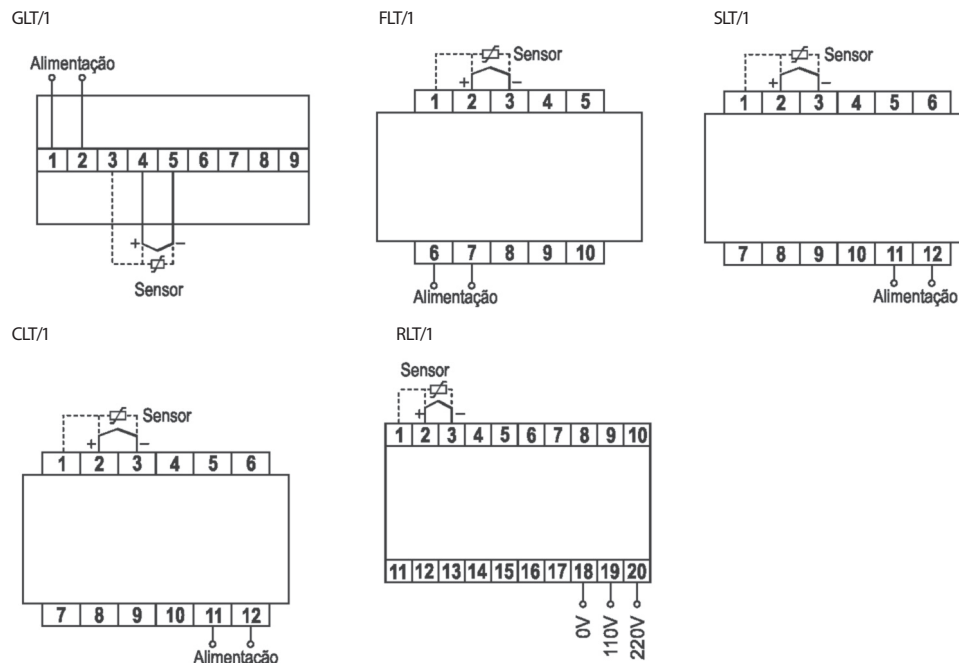 GLT/1
Alimentação
1 2 3 4 5 6 7 8 9
+ −
Sensor
FLT/1
Sensor
+ −
1 2 3 4 5
6 7 8 9 10
Alimentação
SLT/1
Sensor
+ −
1 2 3 4 5 6
7 8 9 10 11 12
Alimentação
CLT/1
Sensor
+ −
1 2 3 4 5 6
7 8 9 10 11 12
Alimentação
RLT/1
Sensor
+ −
1 2 3 4 5 6 7 8 9 10
11 12 13 14 15 16 17 18 19 20
0V
110V
220V